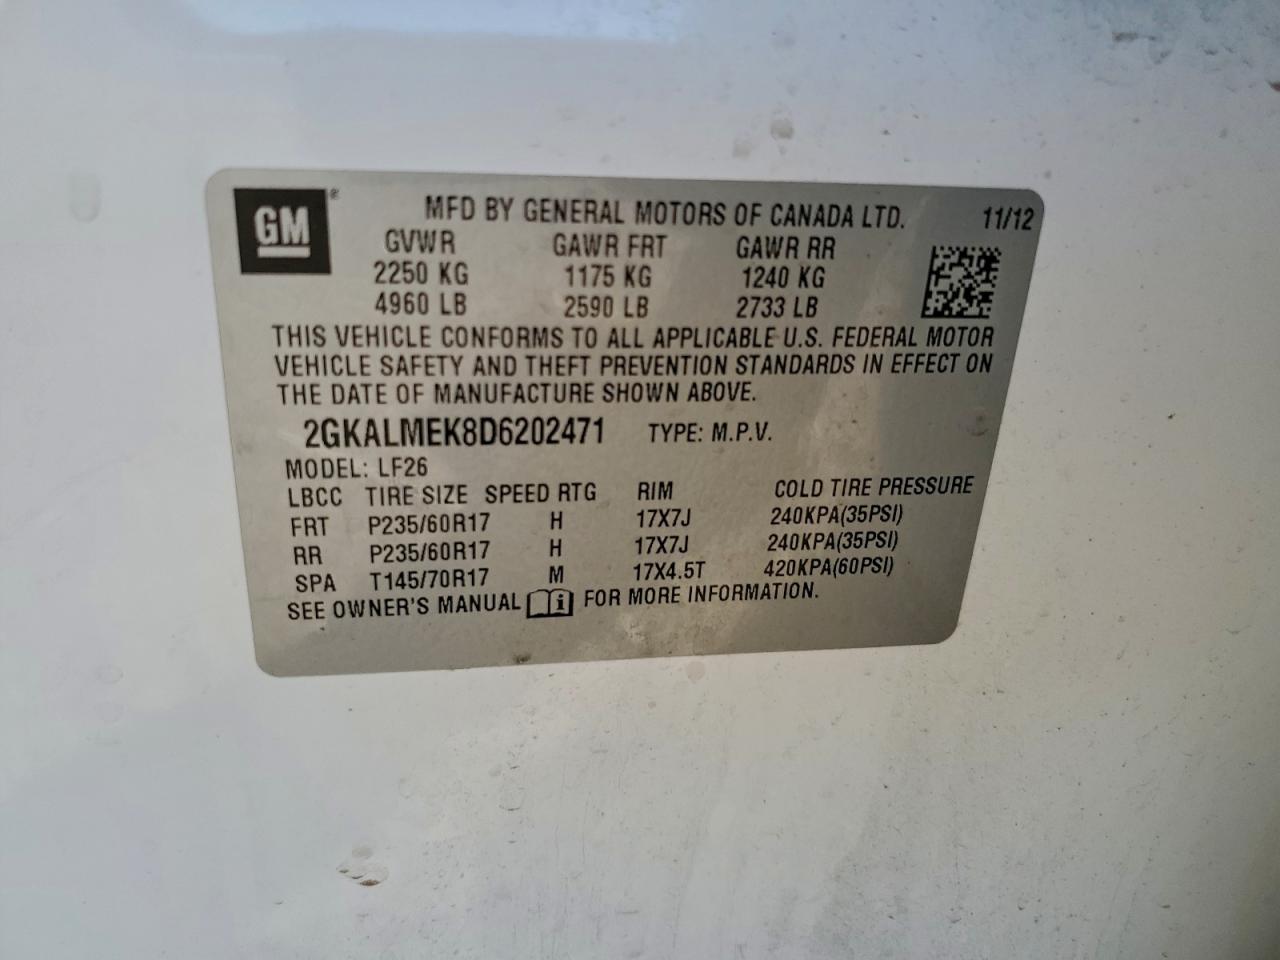 GM
MFD BY GENERAL MOTORS OF CANADA LTD. 11/12
GVWR GAWR FRT GAWR RR
2250 KG 1175 KG 1240 KG
4960 LB 2590 LB 2733 LB
THIS VEHICLE CONFORMS TO ALL APPLICABLE U.S. FEDERAL MOTOR
VEHICLE SAFETY AND THEFT PREVENTION STANDARDS IN EFFECT ON
THE DATE OF MANUFACTURE SHOWN ABOVE.
2GKALMEK8D6202471 TYPE: M.P.V.
MODEL: LF26
LBCC TIRE SIZE SPEED RTG RIM COLD TIRE PRESSURE
FRT P235/60R17 H 17X7J 240KPA(35PSI)
RR P235/60R17 H 17X7J 240KPA(35PSI)
SPA T145/70R17 M 17X4.5T 420KPA(60PSI)
SEE OWNER'S MANUAL i FOR MORE INFORMATION.